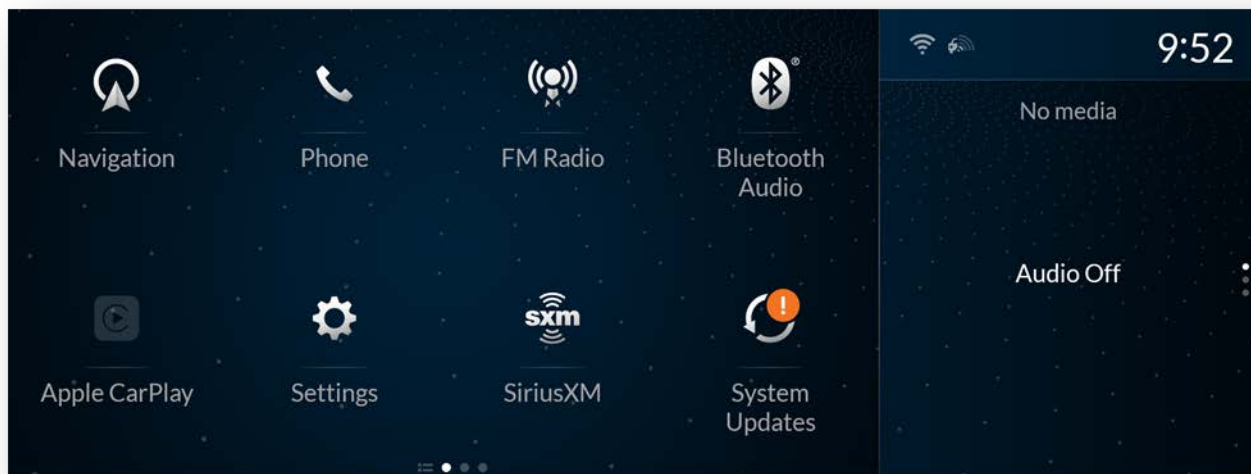 9:52
No media
Audio Off
Navigation
Phone
FM Radio
®
Bluetooth
Audio
Apple CarPlay
Settings
sxm
SiriusXM
!
System
Updates